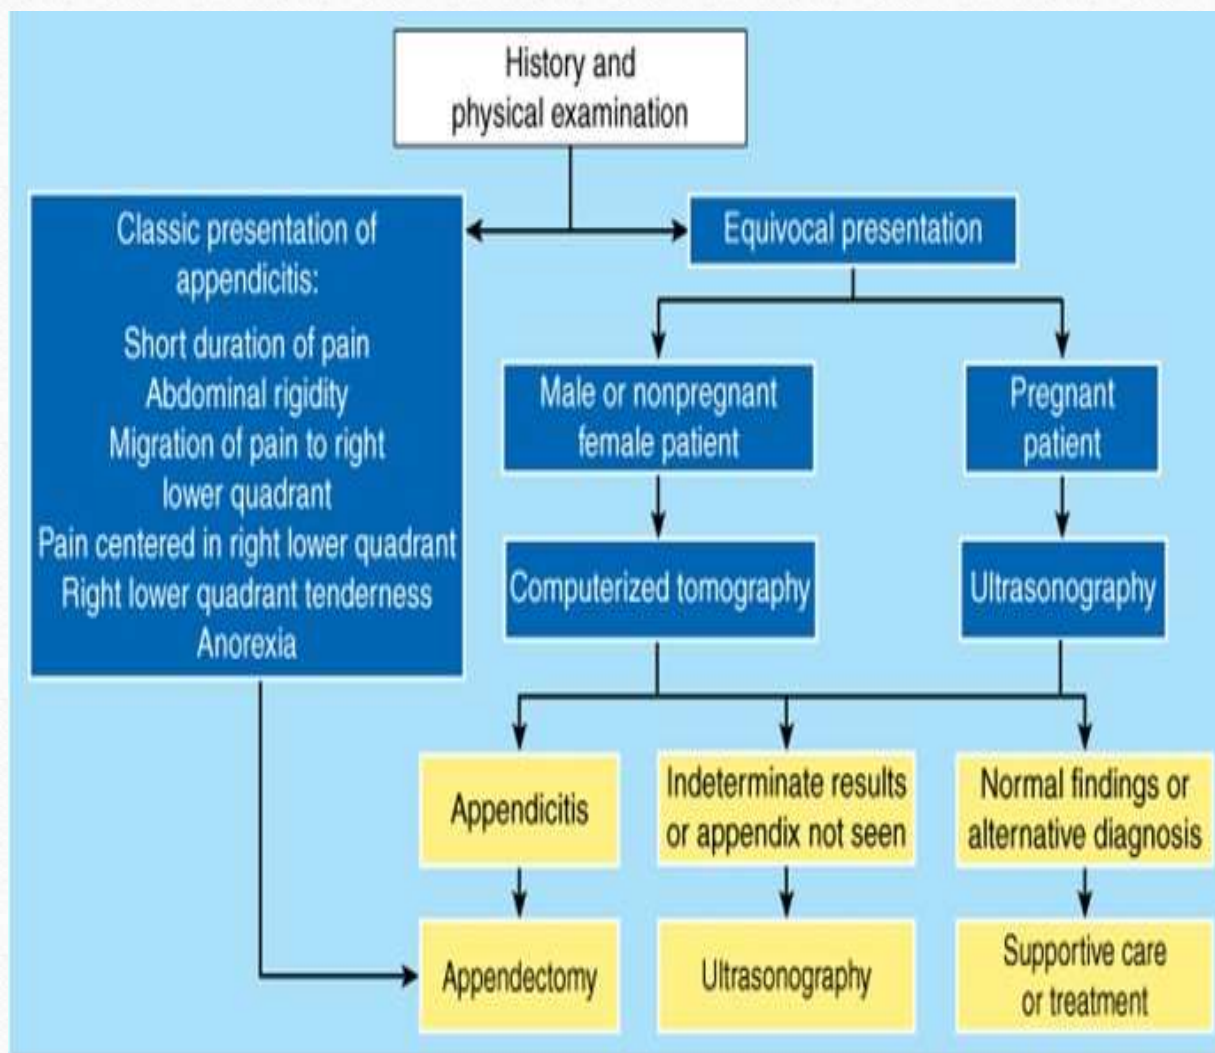 History and
physical examination
Classic presentation of
appendicitis:
Short duration of pain
Abdominal rigidity
Migration of pain to right
lower quadrant
Pain centered in right lower quadrant
Right lower quadrant tenderness
Anorexia
Equivocal presentation
Male or nonpregnant
female patient
Pregnant
patient
Computerized tomography
Ultrasonography
Appendicitis
Indeterminate results
or appendix not seen
Normal findings or
alternative diagnosis
Appendectomy
Ultrasonography
Supportive care
or treatment